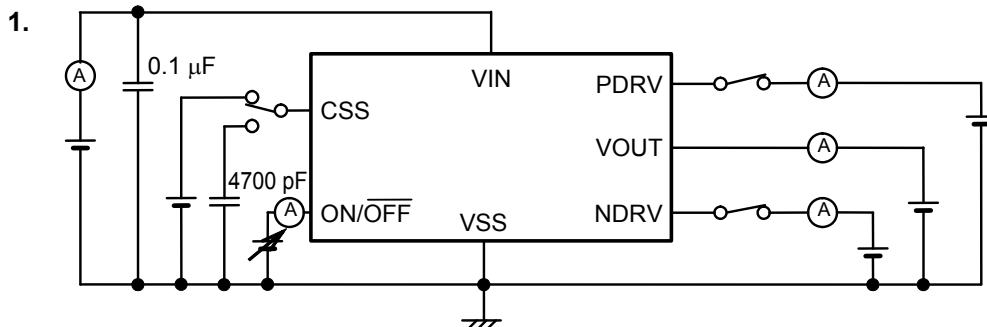 1.
A
0.1 μF
VIN
PDRV
A
CSS
VOUT
A
4700 pF
A
ON/OFF
VSS
NDRV
A